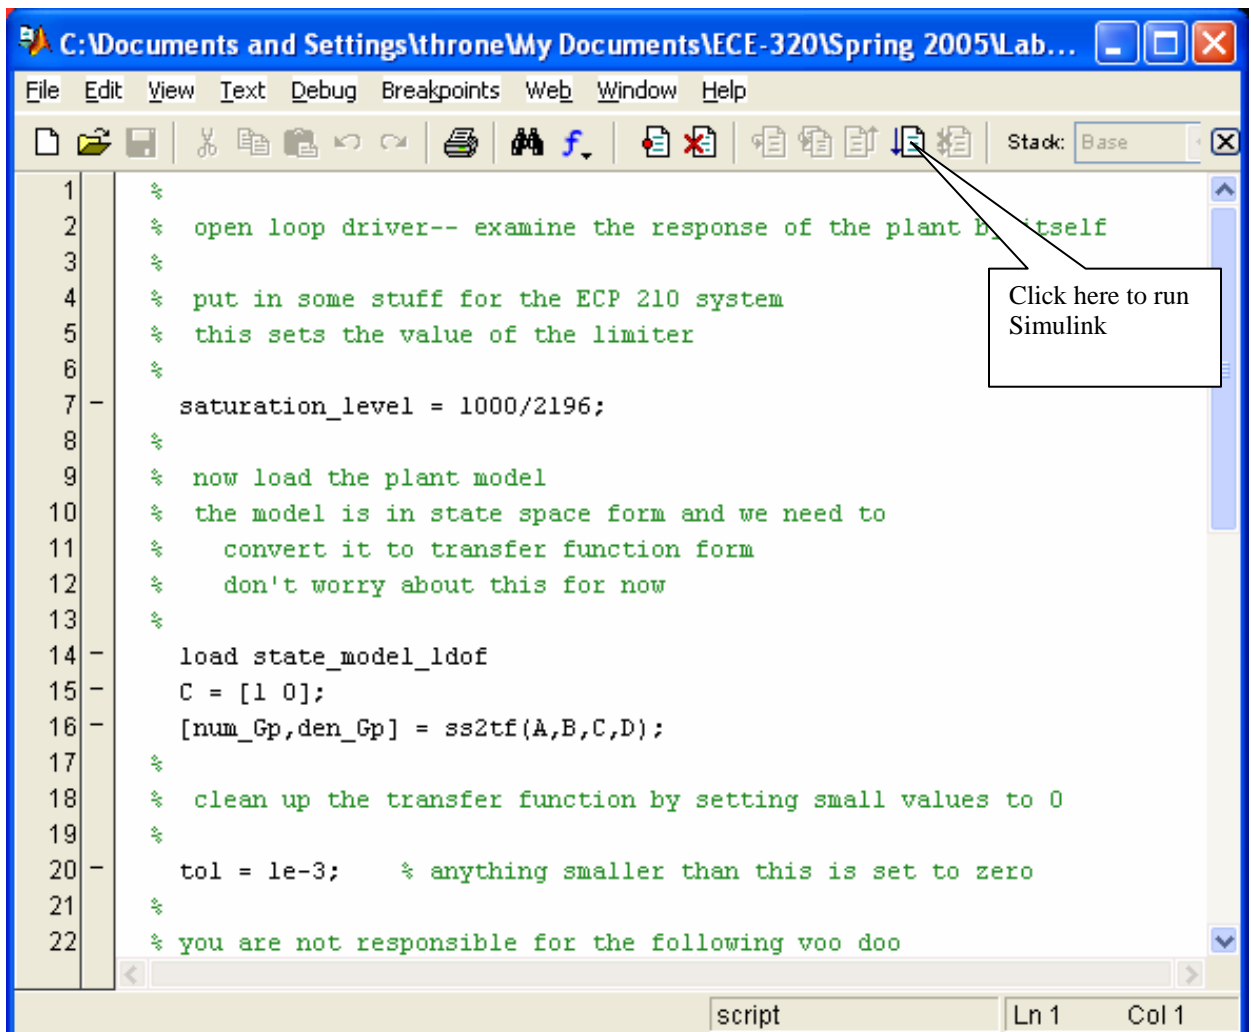 C:\Documents and Settings\throne\My Documents\ECE-320\Spring 2005\Lab...
File Edit View Text Debug Breakpoints Web Window Help
Stack: Base
1 %
2 % open loop driver-- examine the response of the plant by itself
3 %
4 % put in some stuff for the ECP 210 system
5 % this sets the value of the limiter
6 %
7 - saturation_level = 1000/2196;
8 %
9 % now load the plant model
10 % the model is in state space form and we need to
11 % convert it to transfer function form
12 % don't worry about this for now
13 %
14 - load state_model_1dof
15 - C = [1 0];
16 - [num_Gp,den_Gp] = ss2tf(A,B,C,D);
17 %
18 % clean up the transfer function by setting small values to 0
19 %
20 - tol = 1e-3; % anything smaller than this is set to zero
21 %
22 % you are not responsible for the following voo doo
Click here to run
Simulink
script Ln 1 Col 1